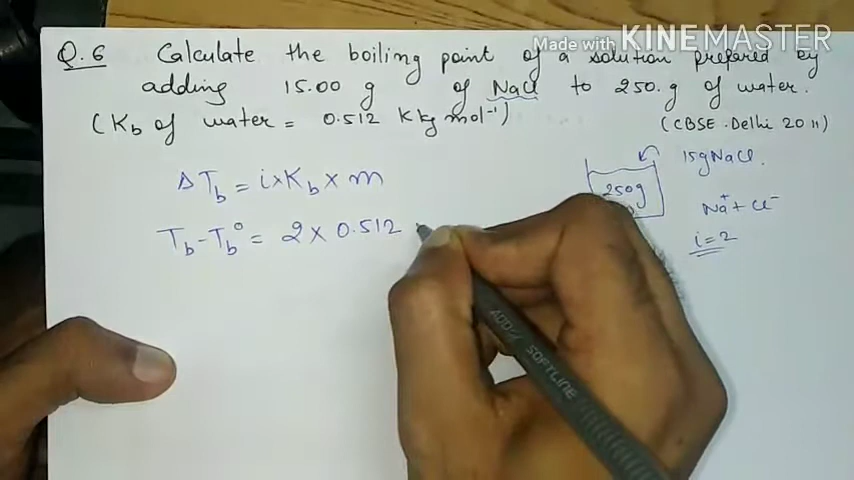 Made with KINEMASTER
Q.6 Calculate the boiling point of a solution prefered by
adding 15.00 g of NaCl to 250. g of water.
(Kb of water = 0.512 K kg mol⁻¹) (CBSE. Delhi 2011)
ΔTb = i × Kb × m
Tb - Tb° = 2 × 0.512
15g NaCl.
250g
Na⁺ + Cl⁻
i = 2
ADD SOFTLINE